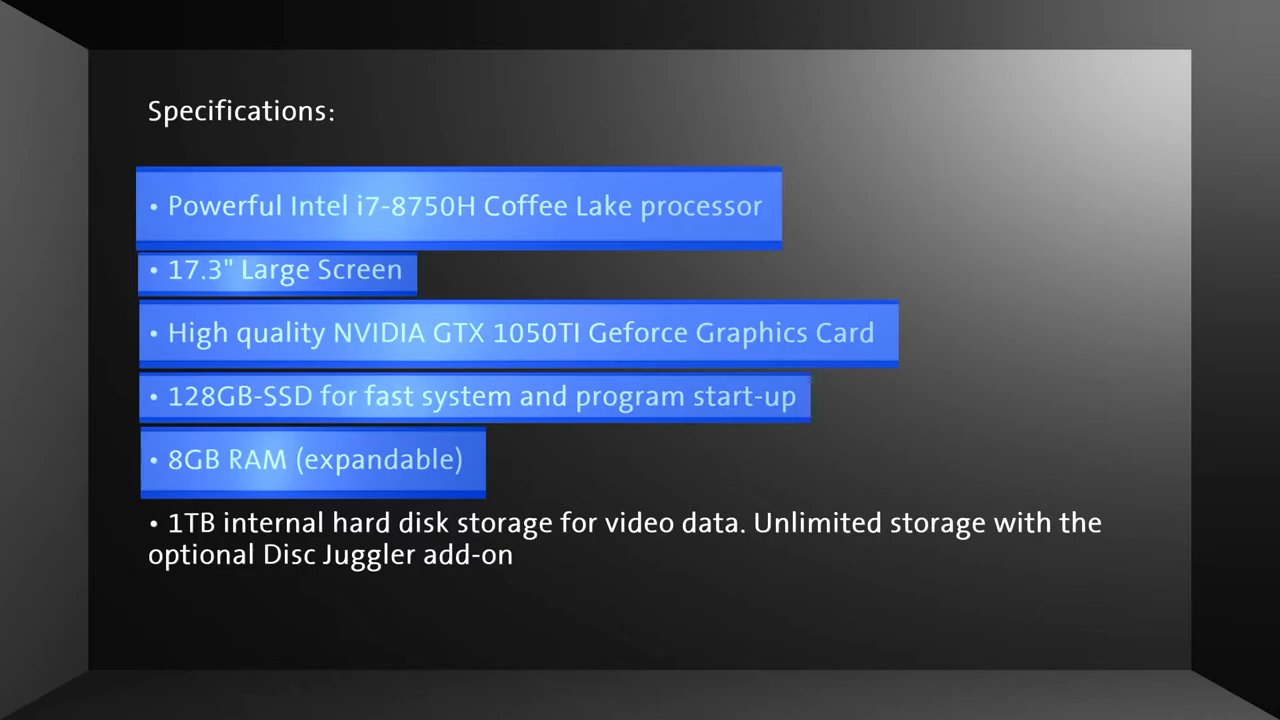 Specifications:
• Powerful Intel i7-8750H Coffee Lake processor
• 17.3" Large Screen
• High quality NVIDIA GTX 1050TI Geforce Graphics Card
• 128GB-SSD for fast system and program start-up
• 8GB RAM (expandable)
• 1TB internal hard disk storage for video data. Unlimited storage with the
optional Disc Juggler add-on